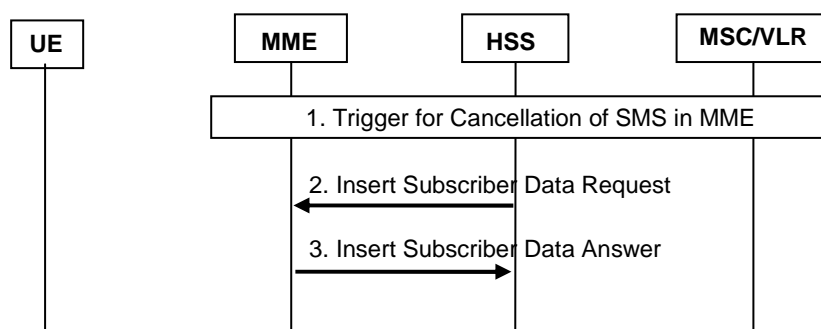 UE
MME
HSS
MSC/VLR
1. Trigger for Cancellation of SMS in MME
2. Insert Subscriber Data Request
3. Insert Subscriber Data Answer